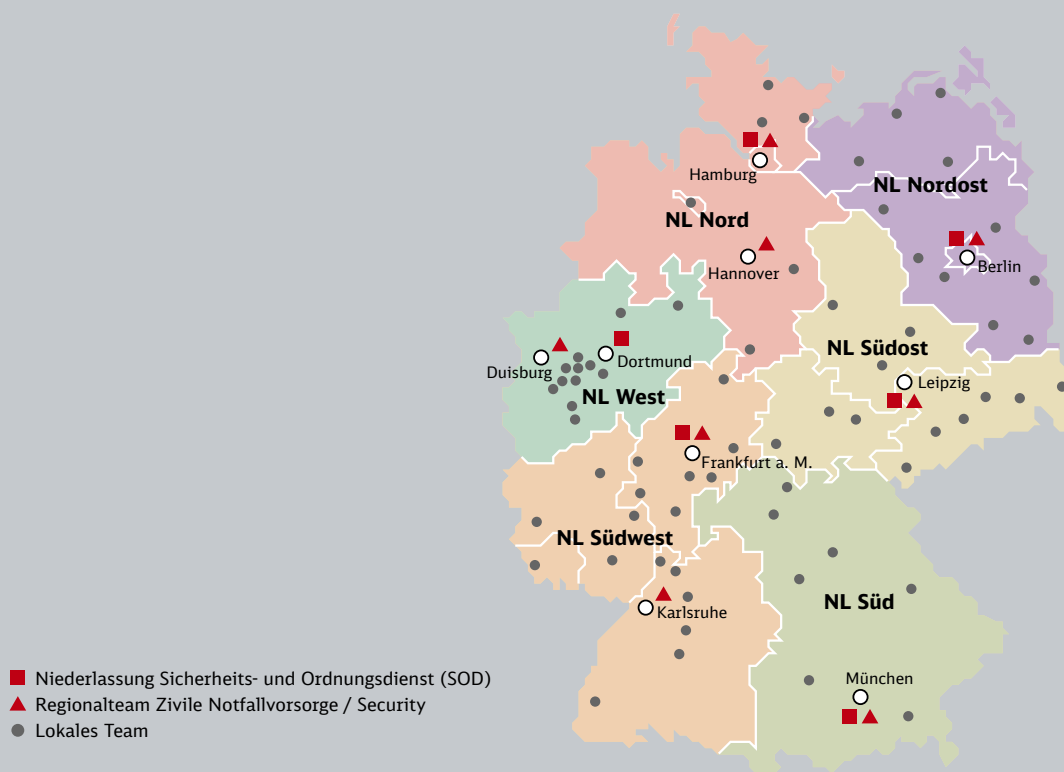 Hamburg
NL Nordost
NL Nord
Hannover
Berlin
NL Südost
Duisburg
Dortmund
Leipzig
NL West
Frankfurt a. M.
NL Südwest
NL Süd
Karlsruhe
München
Niederlassung Sicherheits- und Ordnungsdienst (SOD)
Regionalteam Zivile Notfallvorsorge / Security
Lokales Team